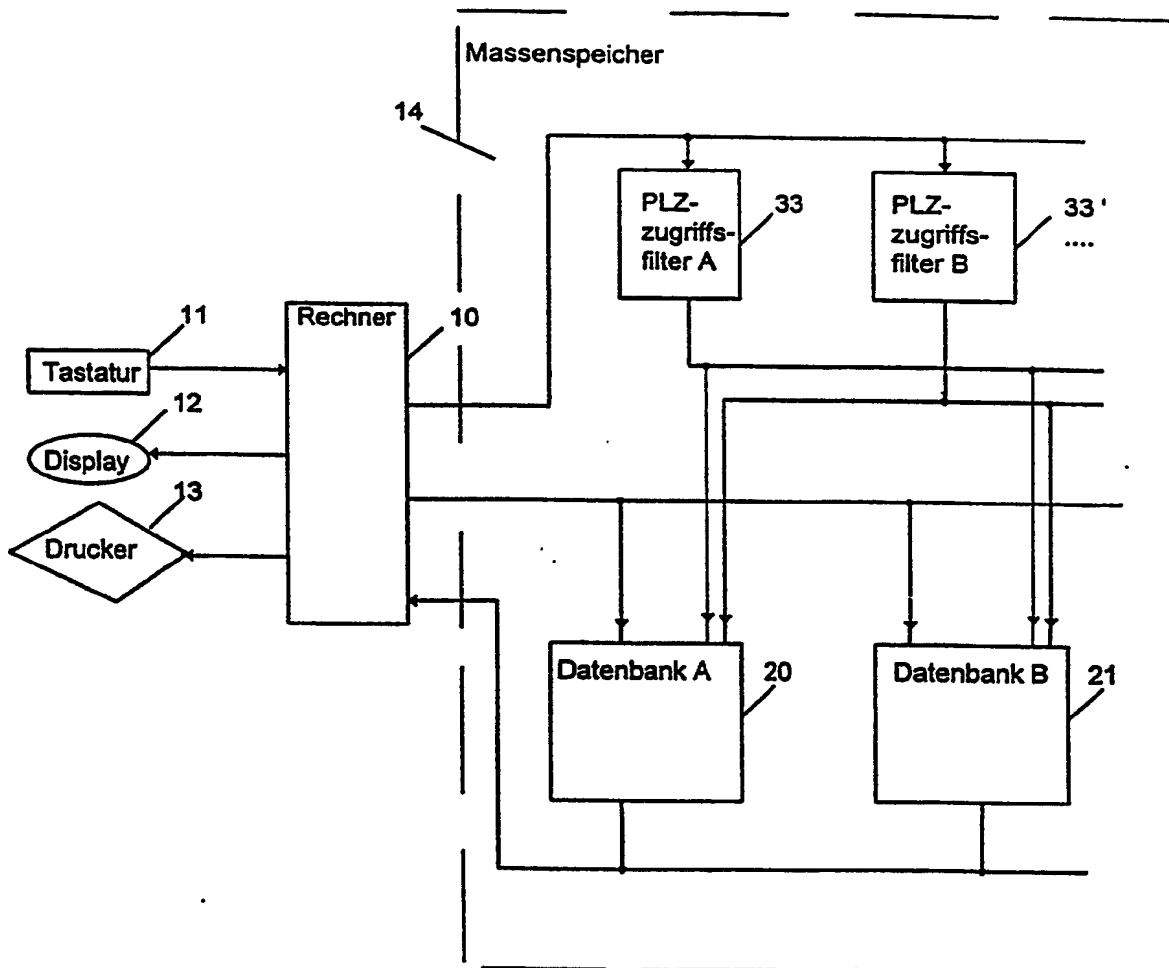 Massenspeicher
14
PLZ-
zugriffs-
filter A
33
PLZ-
zugriffs-
filter B
33 '
....
Rechner
10
11
Tastatur
12
Display
13
Drucker
Datenbank A
20
Datenbank B
21